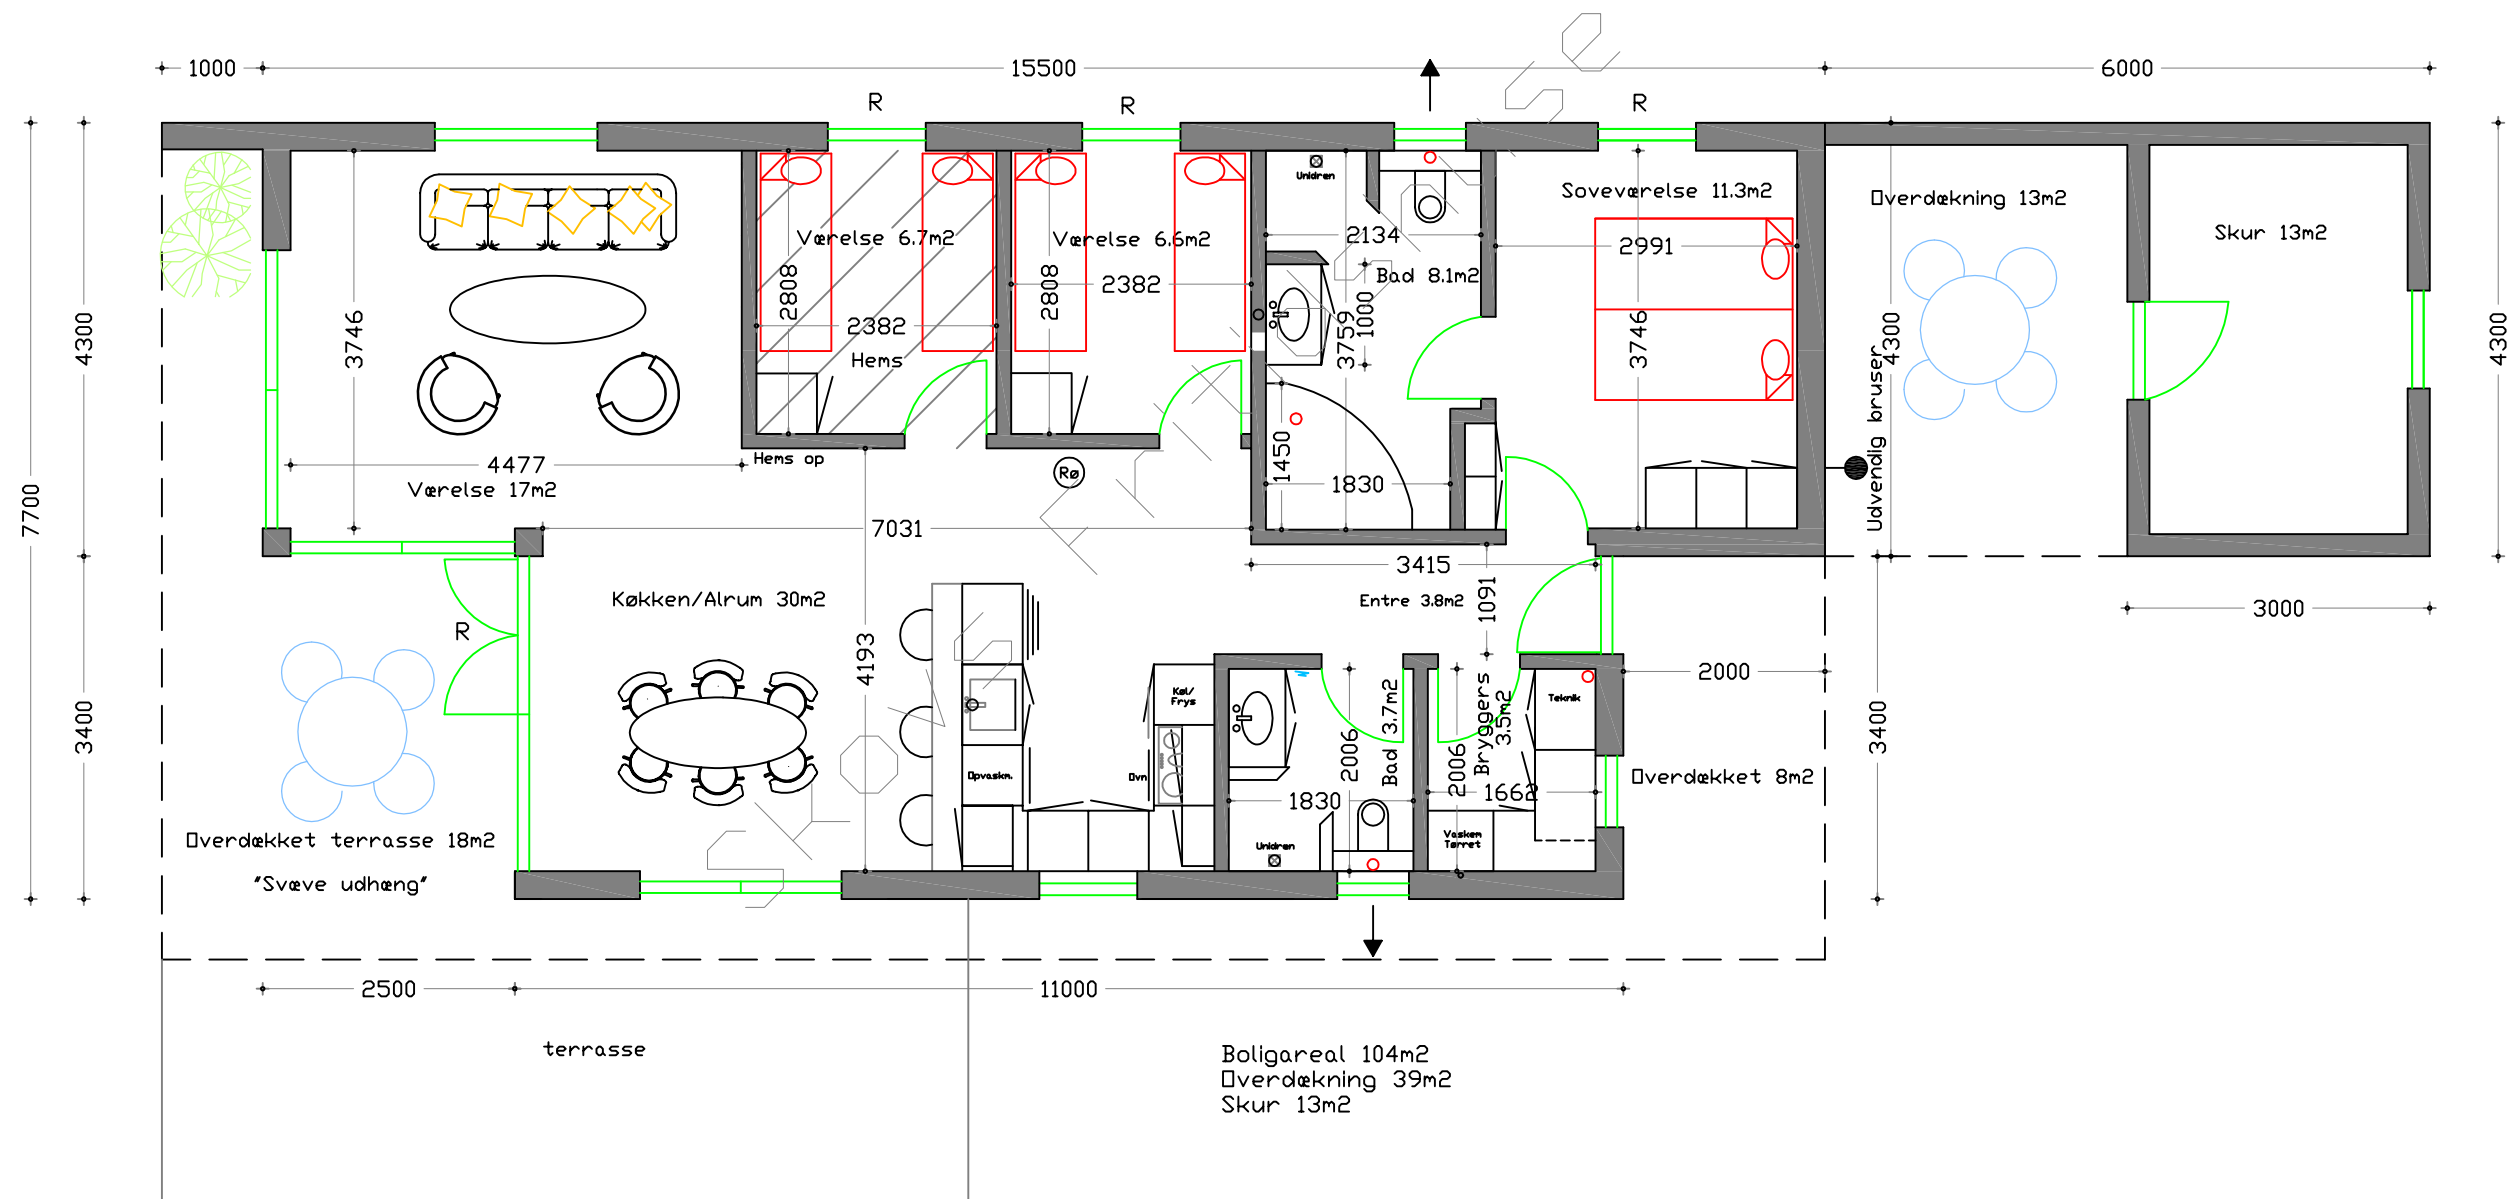 1000
15500
6000
R
R
R
Unidren
Overdækning 13m2
Soveværelse 11.3m2
Skur 13m2
Værelse 6.7m2
Værelse 6.6m2
2134
2991
Bad 8.1m2
2808
2382
2808
2382
Hems
3746
3759
1000
3746
4300
4300
4300
Udvendig bruser
1450
1830
Hems op
Rø
4477
Værelse 17m2
7700
7031
3415
1091
Entre 3.8m2
3000
Køkken/Alrum 30m2
R
4193
2000
3400
3400
Køl/
Frys
Teknik
Bad 3.7m2
Bryggers
3.5m2
2006
2006
Opvaskm.
Ovn
1830
1662
Overdækket 8m2
Overdækket terrasse 18m2
"Svæve udhæng"
Unidren
Vaskem
Tørret
2500
11000
terrasse
Boligareal 104m2
Overdækning 39m2
Skur 13m2